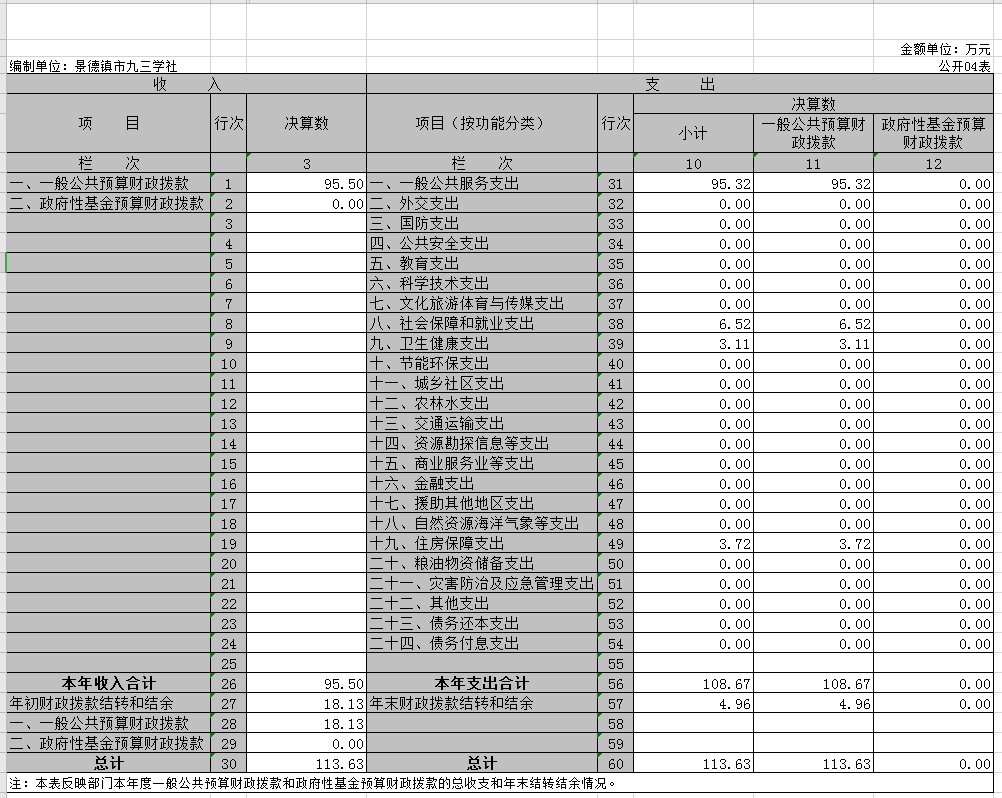 金额单位：万元
编制单位：景德镇市九三学社 公开04表
收 入 支 出
项 目 行次 决算数 项目（按功能分类） 行次 决算数
小计 一般公共预算财政拨款 政府性基金预算财政拨款
栏 次 3 栏 次 10 11 12
一、一般公共预算财政拨款 1 95.50 一、一般公共服务支出 31 95.32 95.32 0.00
二、政府性基金预算财政拨款 2 0.00 二、外交支出 32 0.00 0.00 0.00
3 三、国防支出 33 0.00 0.00 0.00
4 四、公共安全支出 34 0.00 0.00 0.00
5 五、教育支出 35 0.00 0.00 0.00
6 六、科学技术支出 36 0.00 0.00 0.00
7 七、文化旅游体育与传媒支出 37 0.00 0.00 0.00
8 八、社会保障和就业支出 38 6.52 6.52 0.00
9 九、卫生健康支出 39 3.11 3.11 0.00
10 十、节能环保支出 40 0.00 0.00 0.00
11 十一、城乡社区支出 41 0.00 0.00 0.00
12 十二、农林水支出 42 0.00 0.00 0.00
13 十三、交通运输支出 43 0.00 0.00 0.00
14 十四、资源勘探信息等支出 44 0.00 0.00 0.00
15 十五、商业服务业等支出 45 0.00 0.00 0.00
16 十六、金融支出 46 0.00 0.00 0.00
17 十七、援助其他地区支出 47 0.00 0.00 0.00
18 十八、自然资源海洋气象等支出 48 0.00 0.00 0.00
19 十九、住房保障支出 49 3.72 3.72 0.00
20 二十、粮油物资储备支出 50 0.00 0.00 0.00
21 二十一、灾害防治及应急管理支出 51 0.00 0.00 0.00
22 二十二、其他支出 52 0.00 0.00 0.00
23 二十三、债务还本支出 53 0.00 0.00 0.00
24 二十四、债务付息支出 54 0.00 0.00 0.00
25 55
本年收入合计 26 95.50 本年支出合计 56 108.67 108.67 0.00
年初财政拨款结转和结余 27 18.13 年末财政拨款结转和结余 57 4.96 4.96 0.00
一、一般公共预算财政拨款 28 18.13 58
二、政府性基金预算财政拨款 29 0.00 59
总计 30 113.63 总计 60 113.63 113.63 0.00
注：本表反映部门本年度一般公共预算财政拨款和政府性基金预算财政拨款的总收支和年末结转结余情况。